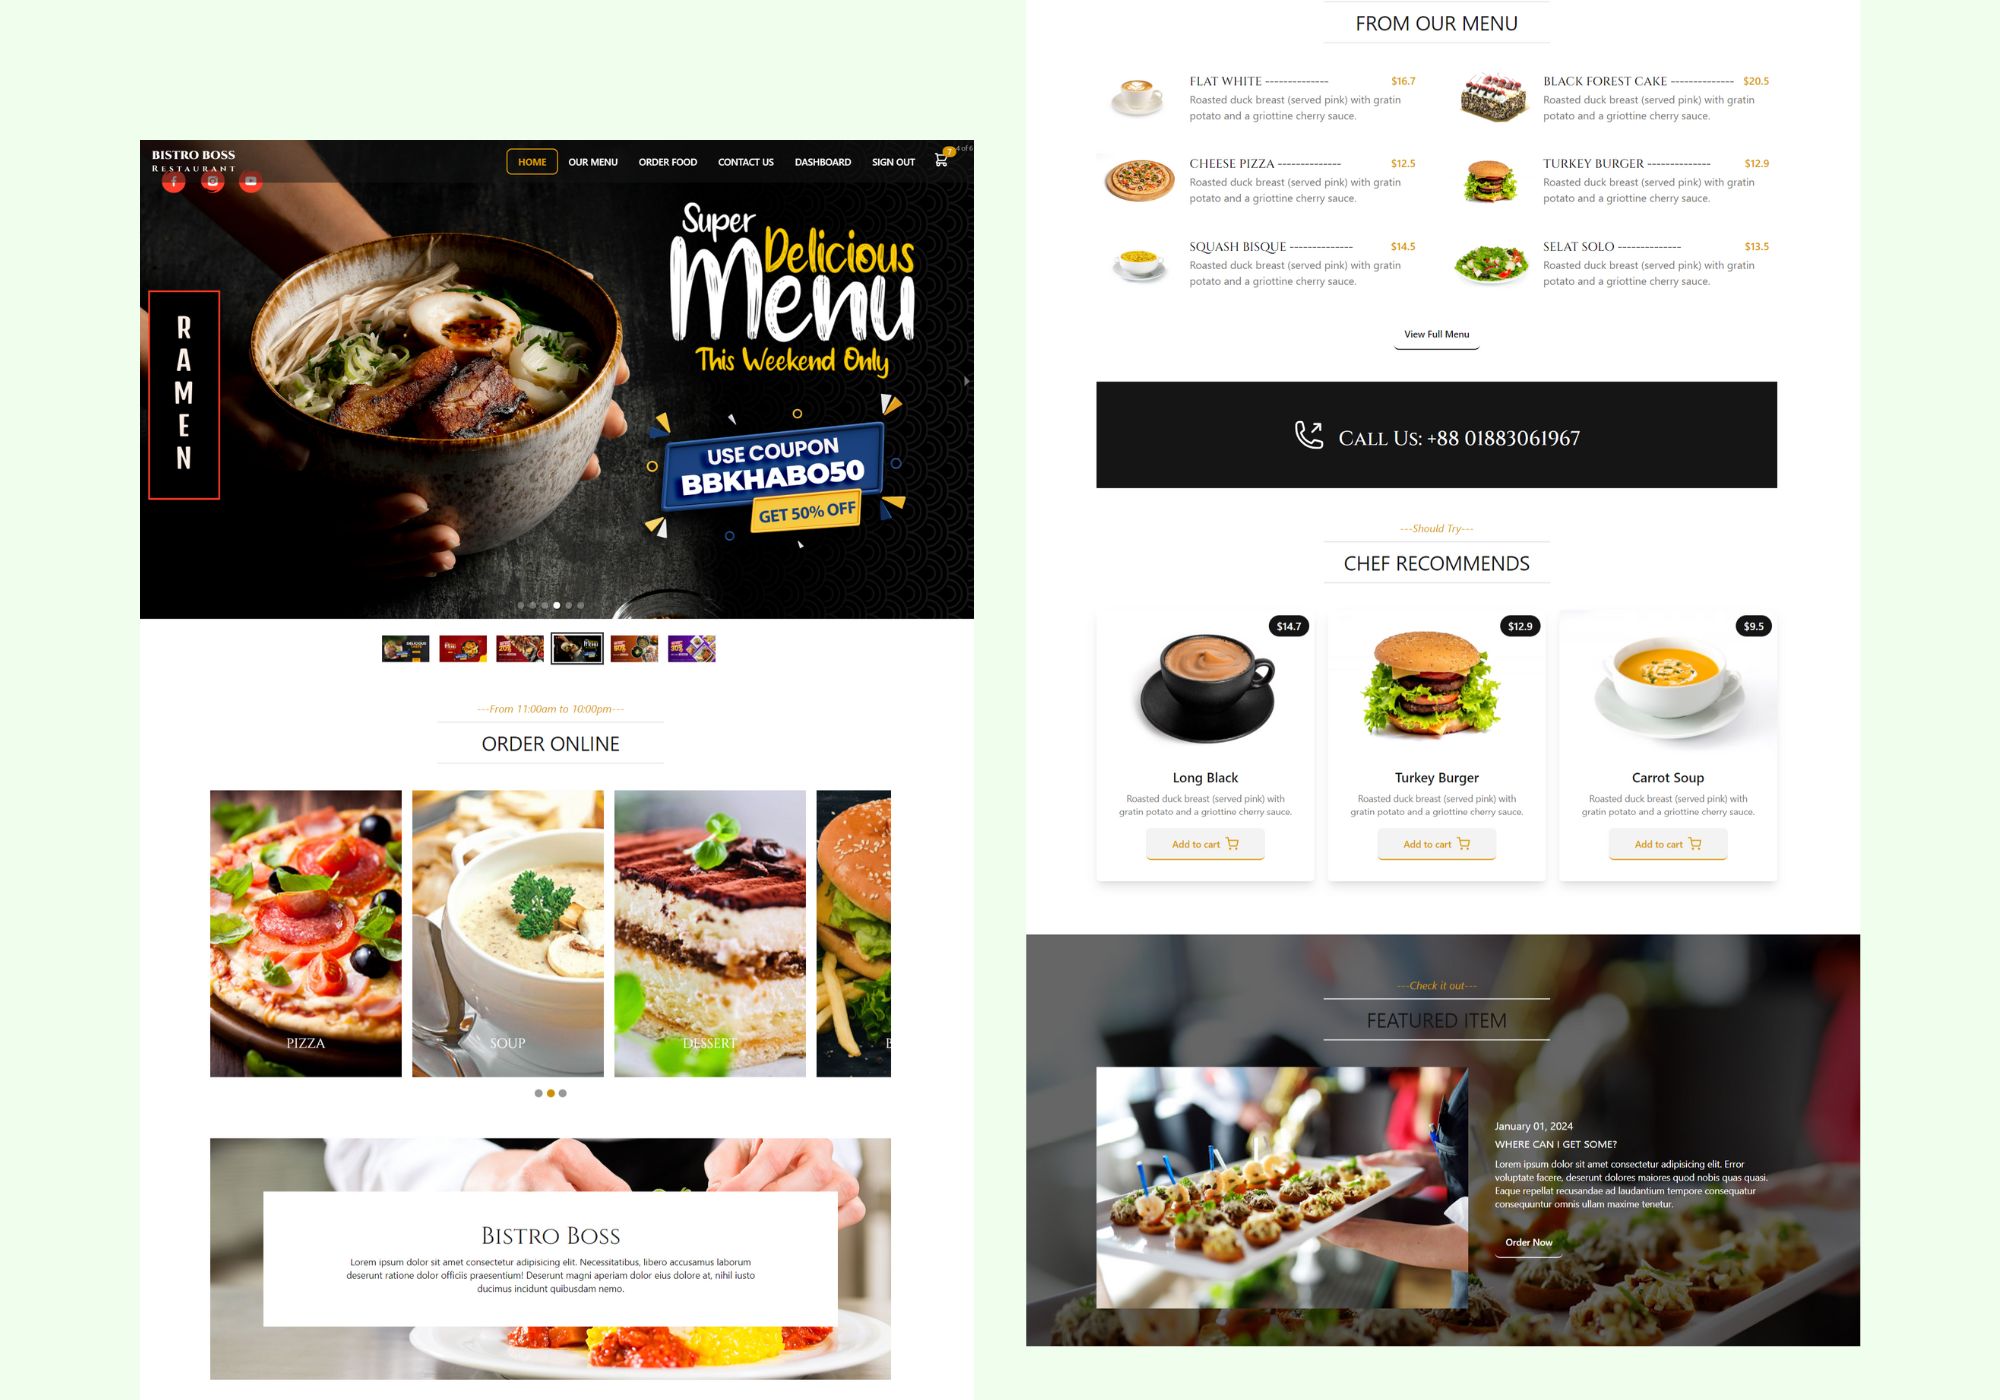 BISTRO BOSS
RESTAURANT
HOME
OUR MENU
ORDER FOOD
CONTACT US
DASHBOARD
SIGN OUT
7
4 of 6
RAMEN
Super
Delicious
Menu
This Weekend Only
USE COUPON
BBKHABO50
GET 50% OFF
---From 11:00am to 10:00pm---
ORDER ONLINE
PIZZA
SOUP
DESSERT
BISTRO BOSS
Lorem ipsum dolor sit amet consectetur adipisicing elit. Necessitatibus, libero accusamus laborum
deserunt ratione dolor officiis praesentium! Deserunt magni aperiam dolor eius dolore at, nihil iusto
ducimus incidunt quibusdam nemo.
FROM OUR MENU
FLAT WHITE -------------- $16.7
Roasted duck breast (served pink) with gratin
potato and a griottine cherry sauce.
BLACK FOREST CAKE -------------- $20.5
Roasted duck breast (served pink) with gratin
potato and a griottine cherry sauce.
CHEESE PIZZA -------------- $12.5
Roasted duck breast (served pink) with gratin
potato and a griottine cherry sauce.
TURKEY BURGER -------------- $12.9
Roasted duck breast (served pink) with gratin
potato and a griottine cherry sauce.
SQUASH BISQUE -------------- $14.5
Roasted duck breast (served pink) with gratin
potato and a griottine cherry sauce.
SELAT SOLO -------------- $13.5
Roasted duck breast (served pink) with gratin
potato and a griottine cherry sauce.
View Full Menu
CALL US: +88 01883061967
---Should Try---
CHEF RECOMMENDS
$14.7
Long Black
Roasted duck breast (served pink) with
gratin potato and a griottine cherry sauce.
Add to cart
$12.9
Turkey Burger
Roasted duck breast (served pink) with
gratin potato and a griottine cherry sauce.
Add to cart
$9.5
Carrot Soup
Roasted duck breast (served pink) with
gratin potato and a griottine cherry sauce.
Add to cart
---Check it out---
FEATURED ITEM
January 01, 2024
WHERE CAN I GET SOME?
Lorem ipsum dolor sit amet consectetur adipisicing elit. Error
voluptate facere, deserunt dolores maiores quod nobis quas quasi.
Eaque repellat recusandae ad laudantium tempore consequatur
consequuntur omnis ullam maxime tenetur.
Order Now